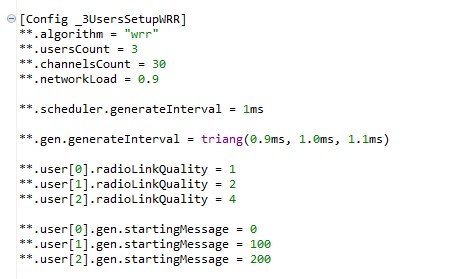 [Config _3UsersSetupWRR]
**.algorithm = "wrr"
**.usersCount = 3
**.channelsCount = 30
**.networkLoad = 0.9
**.scheduler.generateInterval = 1ms
**.gen.generateInterval = triang(0.9ms, 1.0ms, 1.1ms)
**.user[0].radioLinkQuality = 1
**.user[1].radioLinkQuality = 2
**.user[2].radioLinkQuality = 4
**.user[0].gen.startingMessage = 0
**.user[1].gen.startingMessage = 100
**.user[2].gen.startingMessage = 200